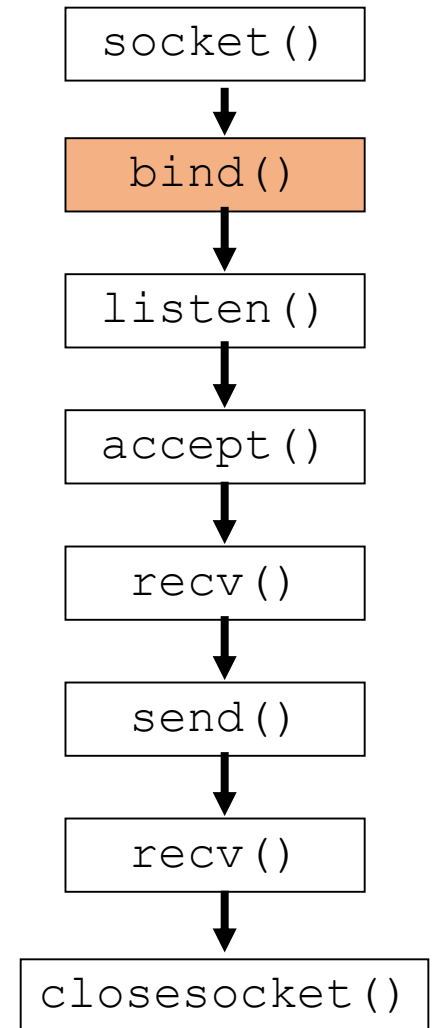 socket()
bind()
listen()
accept()
recv()
send()
recv()
closesocket()